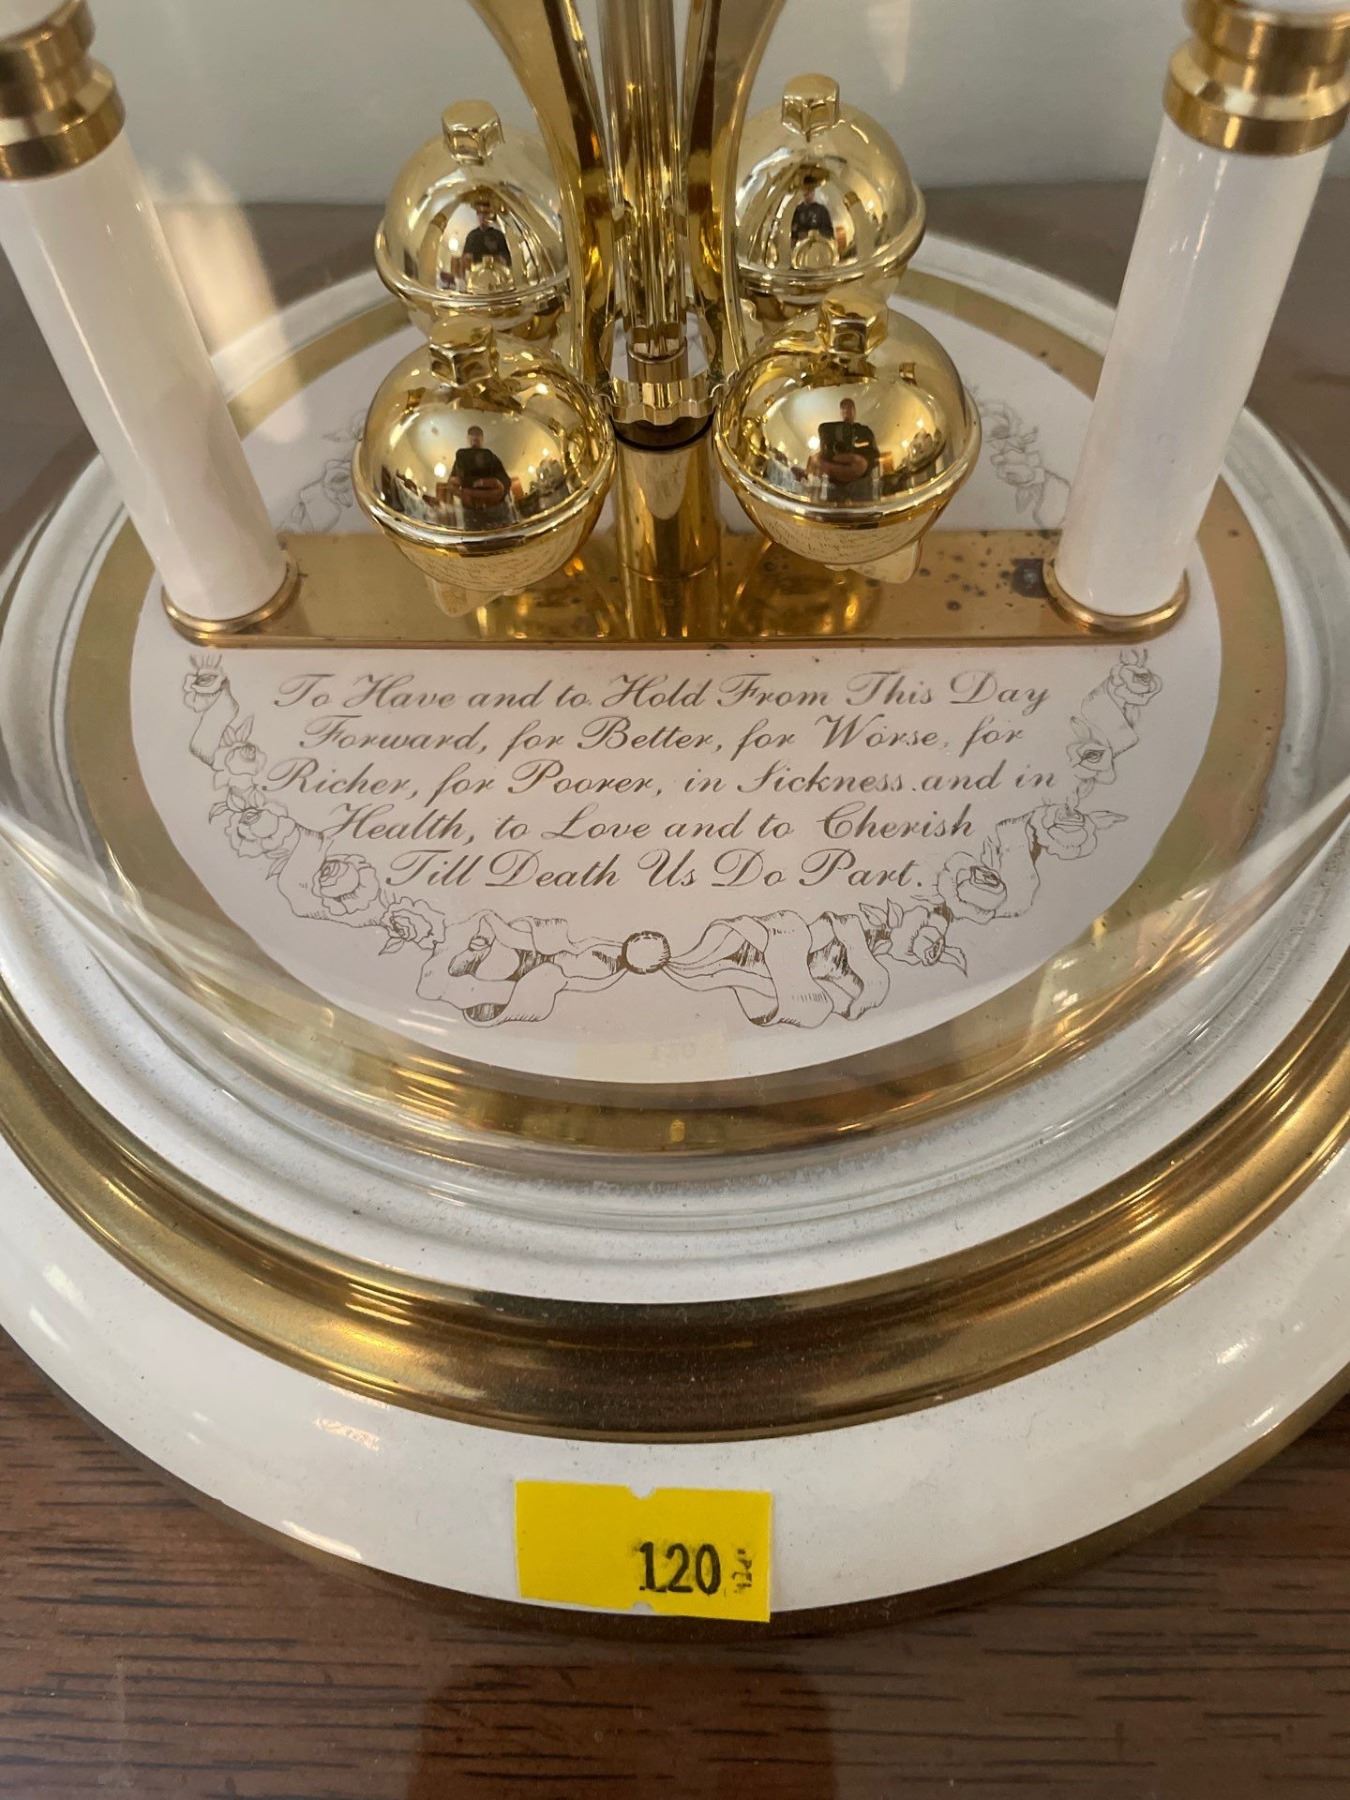 To Have and to Hold From This Day
Forward, for Better, for Worse, for
Richer, for Poorer, in Sickness and in
Health, to Love and to Cherish
Till Death Us Do Part.
120